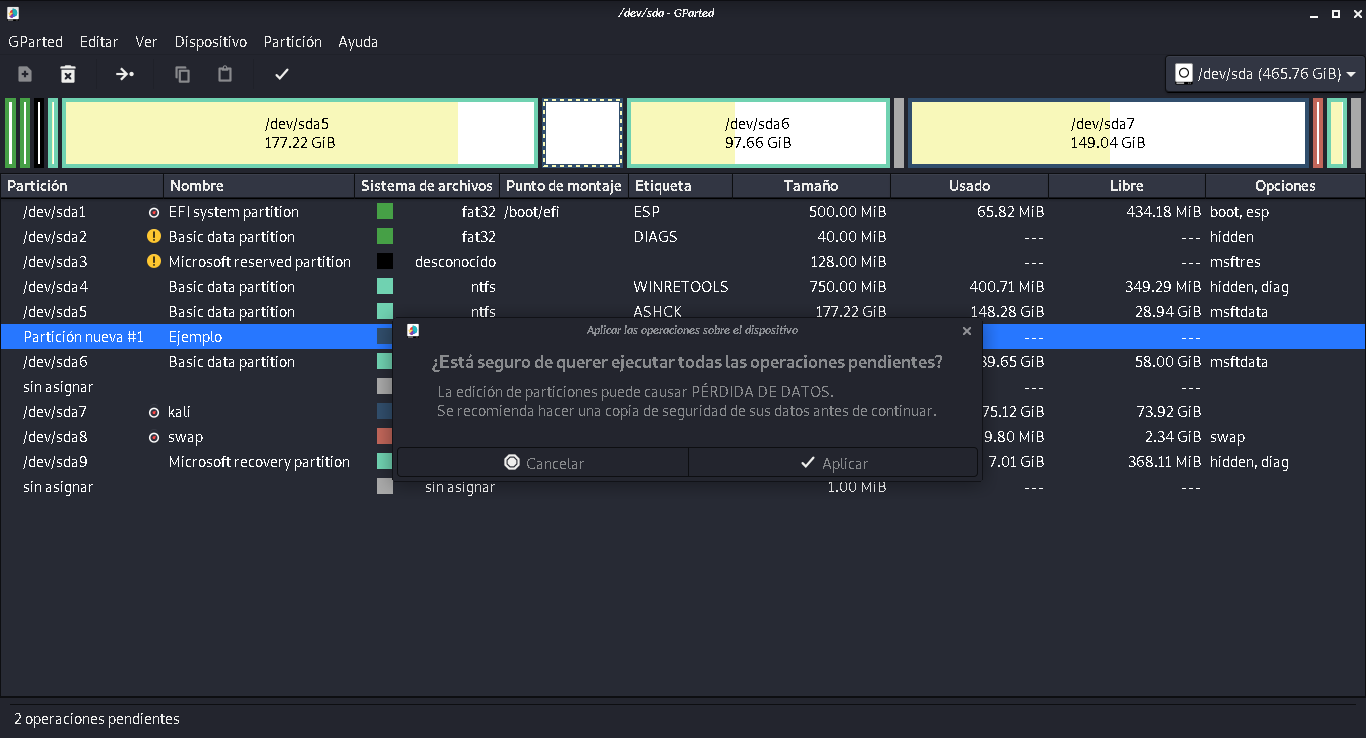 /dev/sda - GParted
GParted Editar Ver Dispositivo Partición Ayuda
/dev/sda (465.76 GiB)
/dev/sda5 /dev/sda6 /dev/sda7
177.22 GiB 97.66 GiB 149.04 GiB
Partición Nombre Sistema de archivos Punto de montaje Etiqueta Tamaño Usado Libre Opciones
/dev/sda1 EFI system partition fat32 /boot/efi ESP 500.00 MiB 65.82 MiB 434.18 MiB boot, esp
/dev/sda2 Basic data partition fat32 DIAGS 40.00 MiB --- --- hidden
/dev/sda3 Microsoft reserved partition desconocido 128.00 MiB --- --- msftres
/dev/sda4 Basic data partition ntfs WINRETOOLS 750.00 MiB 400.71 MiB 349.29 MiB hidden, diag
/dev/sda5 Basic data partition ntfs ASHCK 177.22 GiB 148.28 GiB 28.94 GiB msftdata
Partición nueva #1 Ejemplo --- ---
/dev/sda6 Basic data partition 39.65 GiB 58.00 GiB msftdata
sin asignar --- ---
/dev/sda7 kali 75.12 GiB 73.92 GiB
/dev/sda8 swap 9.80 MiB 2.34 GiB swap
/dev/sda9 Microsoft recovery partition 7.01 GiB 368.11 MiB hidden, diag
sin asignar sin asignar 1.00 MiB --- ---
Aplicar las operaciones sobre el dispositivo
¿Está seguro de querer ejecutar todas las operaciones pendientes?
La edición de particiones puede causar PÉRDIDA DE DATOS.
Se recomienda hacer una copia de seguridad de sus datos antes de continuar.
Cancelar Aplicar
2 operaciones pendientes